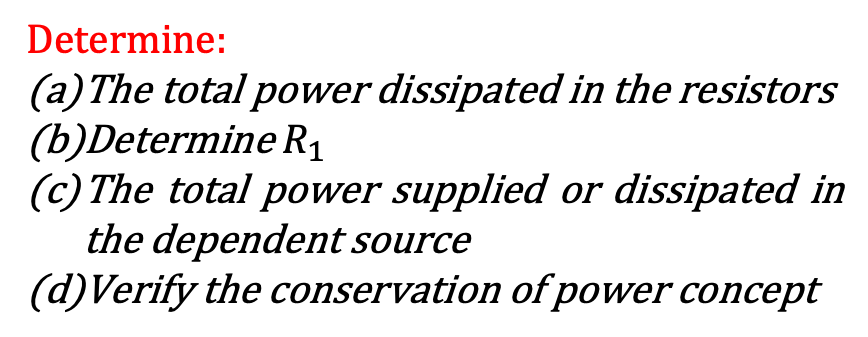 Determine:
(a) The total power dissipated in the resistors
(b) Determine R₁
(c) The total power supplied or dissipated in
the dependent source
(d) Verify the conservation of power concept